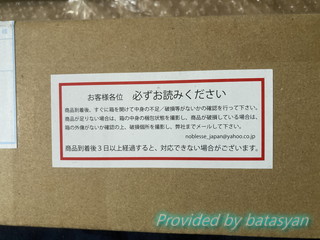 お客様各位 必ずお読みください
商品到着後、すぐに箱を開けて中身の不足／破損等がないかの確認を行って下さい。
商品が足りない場合は、箱の中身の梱包状態を撮影し、商品が破損している場合は、
箱の外傷がないか確認の上、破損個所を撮影し、弊社までメールして下さい。
noblesse_japan@yahoo.co.jp
商品到着後３日以上経過すると、対応できない場合がございます。
Provided by batasyan